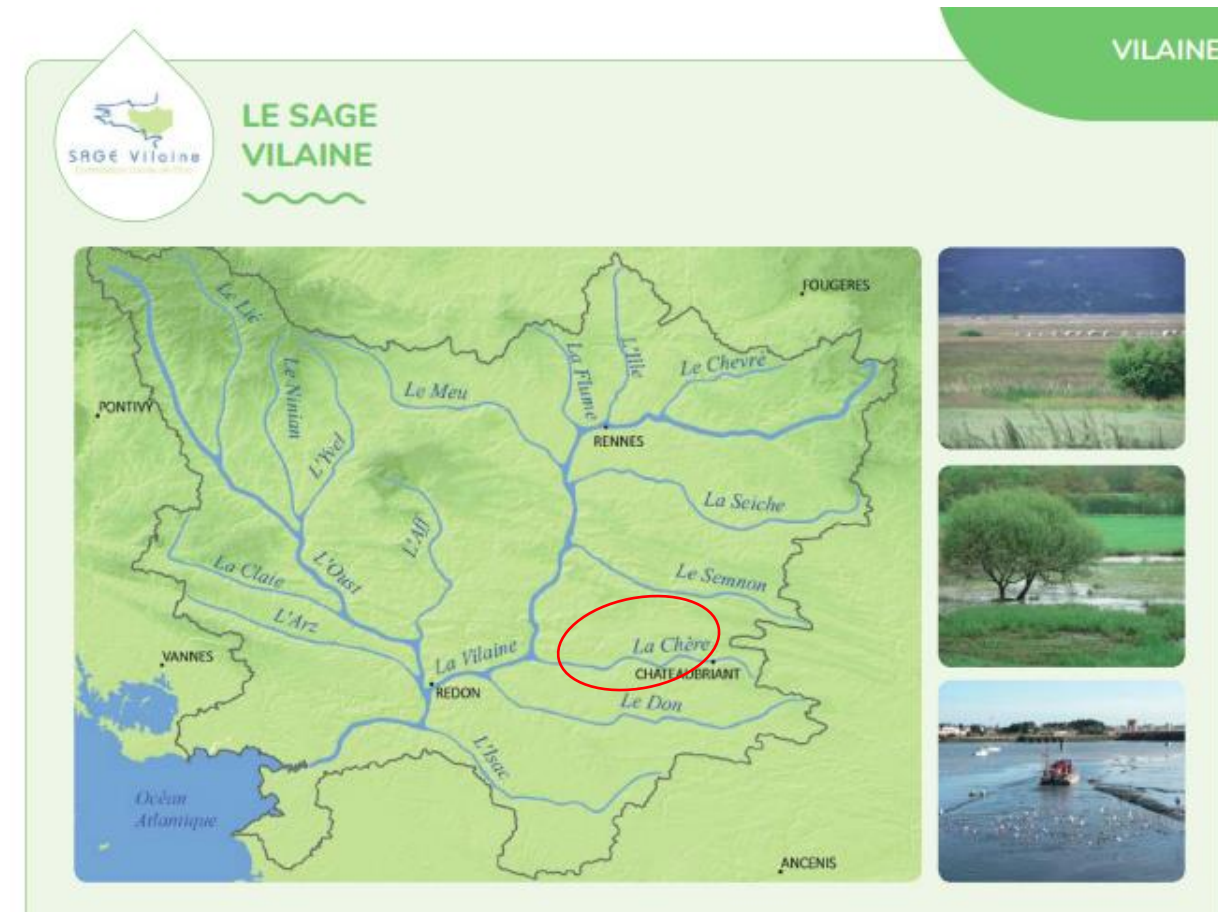 VILAINE
SAGE Vilaine
LE SAGE
VILAINE
FOUGERES
Le Lié
L'Ille
La Flume
Le Chevré
Le Ninian
Le Meu
PONTIVY
RENNES
L'Yvel
La Seiche
L'Aff
La Claie
L'Oust
Le Semnon
L'Arz
La Vilaine
La Chère
VANNES
CHATEAUBRIANT
REDON
Le Don
L'Isac
Océan
Atlantique
ANCENIS